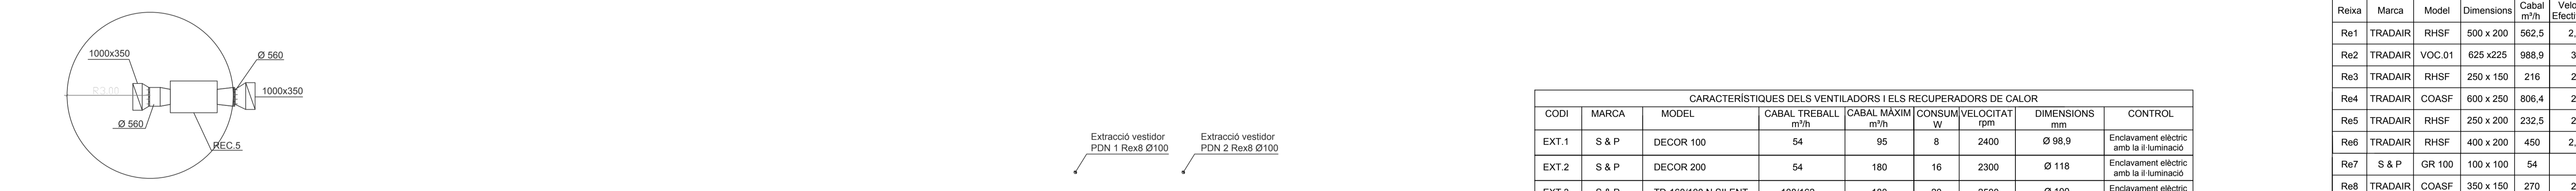 1000x350
Ø 560
R3,00
1000x350
Ø 560
REC.5
Extracció vestidor
PDN 1 Rex8 Ø100
Extracció vestidor
PDN 2 Rex8 Ø100
CARACTERÍSTIQUES DELS VENTILADORS I ELS RECUPERADORS DE CALOR
CODI MARCA MODEL CABAL TREBALL m³/h CABAL MÀXIM m³/h CONSUM W VELOCITAT rpm DIMENSIONS mm CONTROL
EXT.1 S & P DECOR 100 54 95 8 2400 Ø 98,9 Enclavament elèctric amb la il·luminació
EXT.2 S & P DECOR 200 54 180 16 2300 Ø 118 Enclavament elèctric amb la il·luminació
Enclavament elèctric
Reixa Marca Model Dimensions Cabal m³/h
Re1 TRADAIR RHSF 500 x 200 562,5
Re2 TRADAIR VOC.01 625 x225 988,9
Re3 TRADAIR RHSF 250 x 150 216
Re4 TRADAIR COASF 600 x 250 806,4
Re5 TRADAIR RHSF 250 x 200 232,5
Re6 TRADAIR RHSF 400 x 200 450
Re7 S & P GR 100 100 x 100 54
Re8 TRADAIR COASF 350 x 150 270